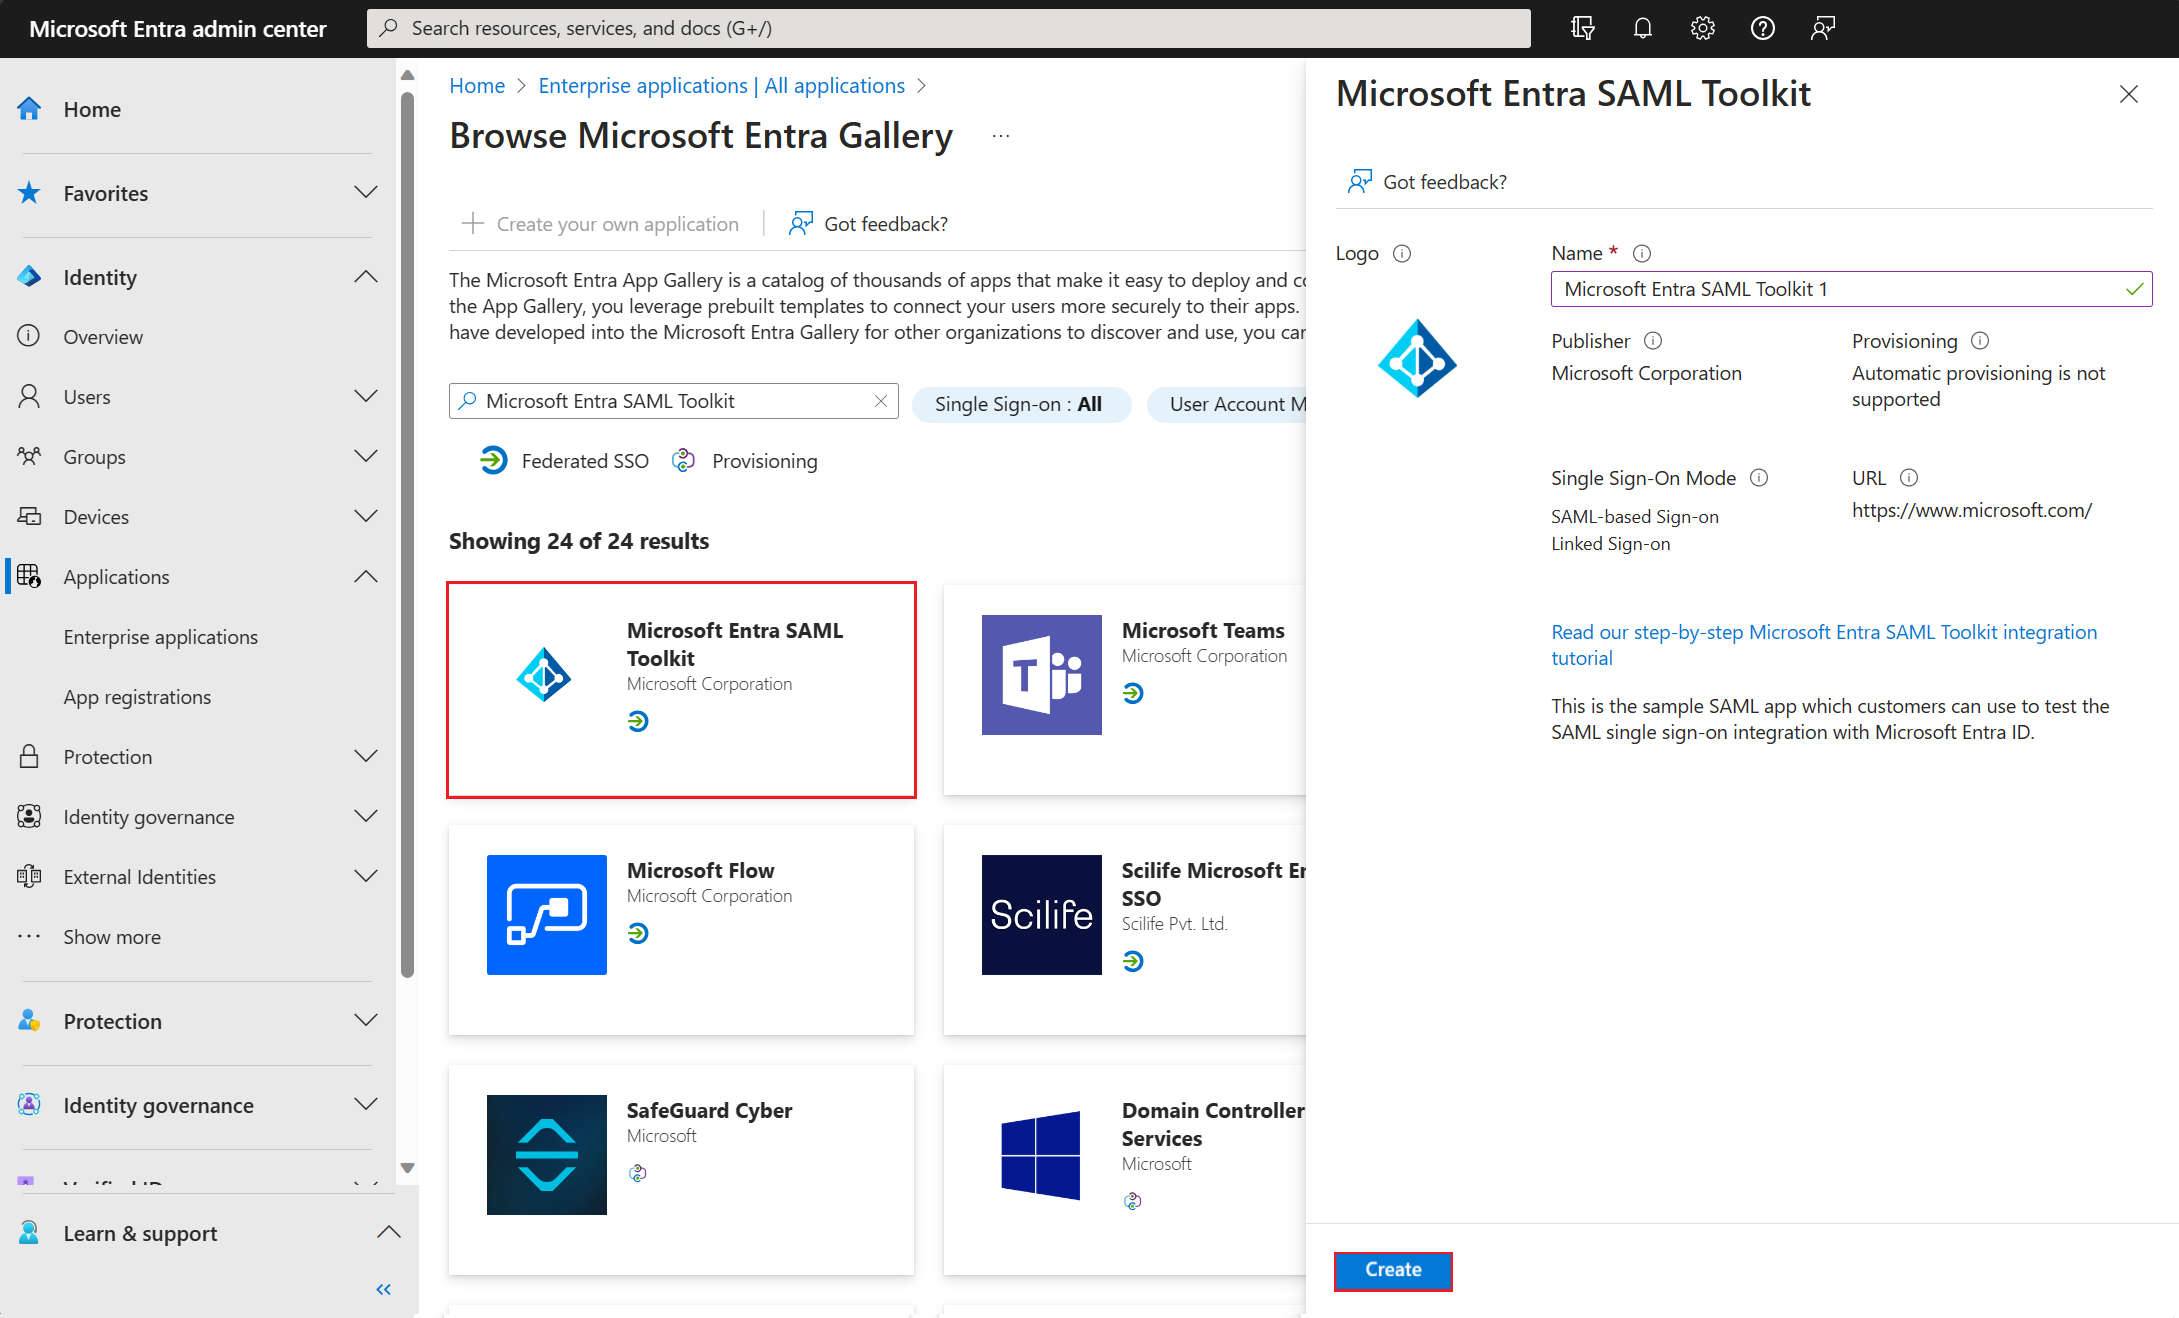 Microsoft Entra admin center
Search resources, services, and docs (G+/)
Home
Favorites
Identity
Overview
Users
Groups
Devices
Applications
Enterprise applications
App registrations
Protection
Identity governance
External Identities
Show more
Protection
Identity governance
Learn & support
Home > Enterprise applications | All applications >
Browse Microsoft Entra Gallery
Create your own application
Got feedback?
The Microsoft Entra App Gallery is a catalog of thousands of apps that make it easy to deploy and
the App Gallery, you leverage prebuilt templates to connect your users more securely to their apps.
have developed into the Microsoft Entra Gallery for other organizations to discover and use, you
Microsoft Entra SAML Toolkit
Single Sign-on : All
User Account
Federated SSO
Provisioning
Showing 24 of 24 results
Microsoft Entra SAML
Toolkit
Microsoft Corporation
T
Microsoft Teams
Microsoft Corporation
Microsoft Flow
Microsoft Corporation
Scilife
Scilife Microsoft
SSO
Scilife Pvt. Ltd.
SafeGuard Cyber
Microsoft
Domain Controller
Services
Microsoft
Microsoft Entra SAML Toolkit
Got feedback?
Logo
Name *
Microsoft Entra SAML Toolkit 1
Publisher
Microsoft Corporation
Provisioning
Automatic provisioning is not
supported
Single Sign-On Mode
SAML-based Sign-on
Linked Sign-on
URL
https://www.microsoft.com/
Read our step-by-step Microsoft Entra SAML Toolkit integration
tutorial
This is the sample SAML app which customers can use to test the
SAML single sign-on integration with Microsoft Entra ID.
Create